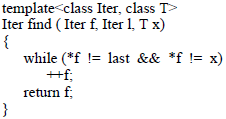 template<class Iter, class T>
Iter find ( Iter f, Iter l, T x)
{
while (*f != last && *f != x)
++f;
return f;
}